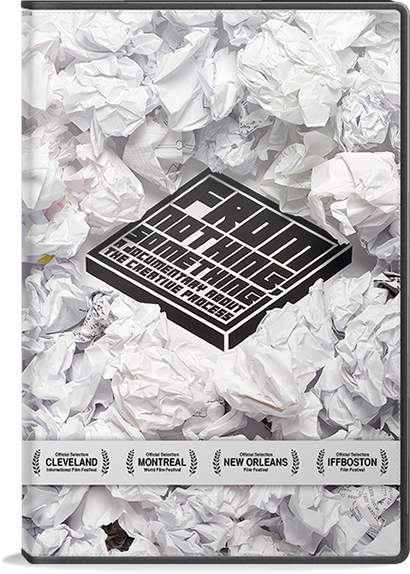 FROM
NOTHING,
SOMETHING
A DOCUMENTARY ABOUT
THE CREATIVE PROCESS
Official Selection
CLEVELAND
International Film Festival
Official Selection
MONTREAL
World Film Festival
Official Selection
NEW ORLEANS
Film Festival
Official Selection
IFFBOSTON
Film Festival